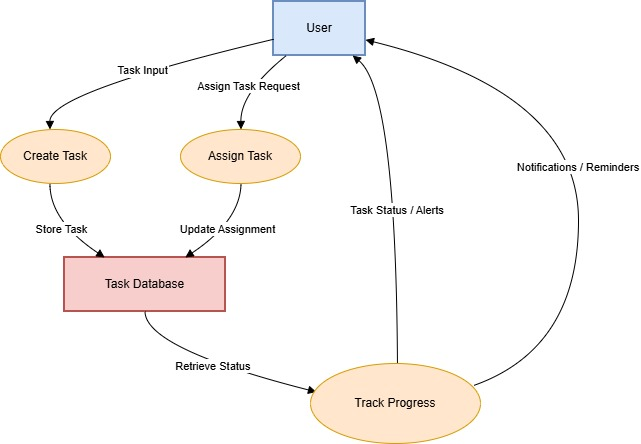 User
Task Input
Assign Task Request
Create Task
Assign Task
Notifications / Reminders
Task Status / Alerts
Store Task
Update Assignment
Task Database
Retrieve Status
Track Progress